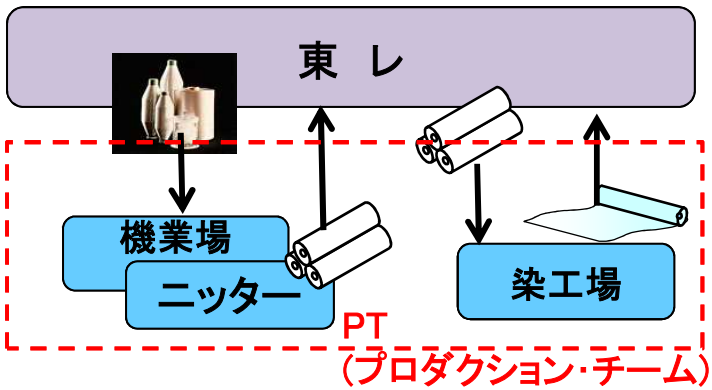 東 レ
機業場
ニッター
染工場
PT
(プロダクション・チーム)